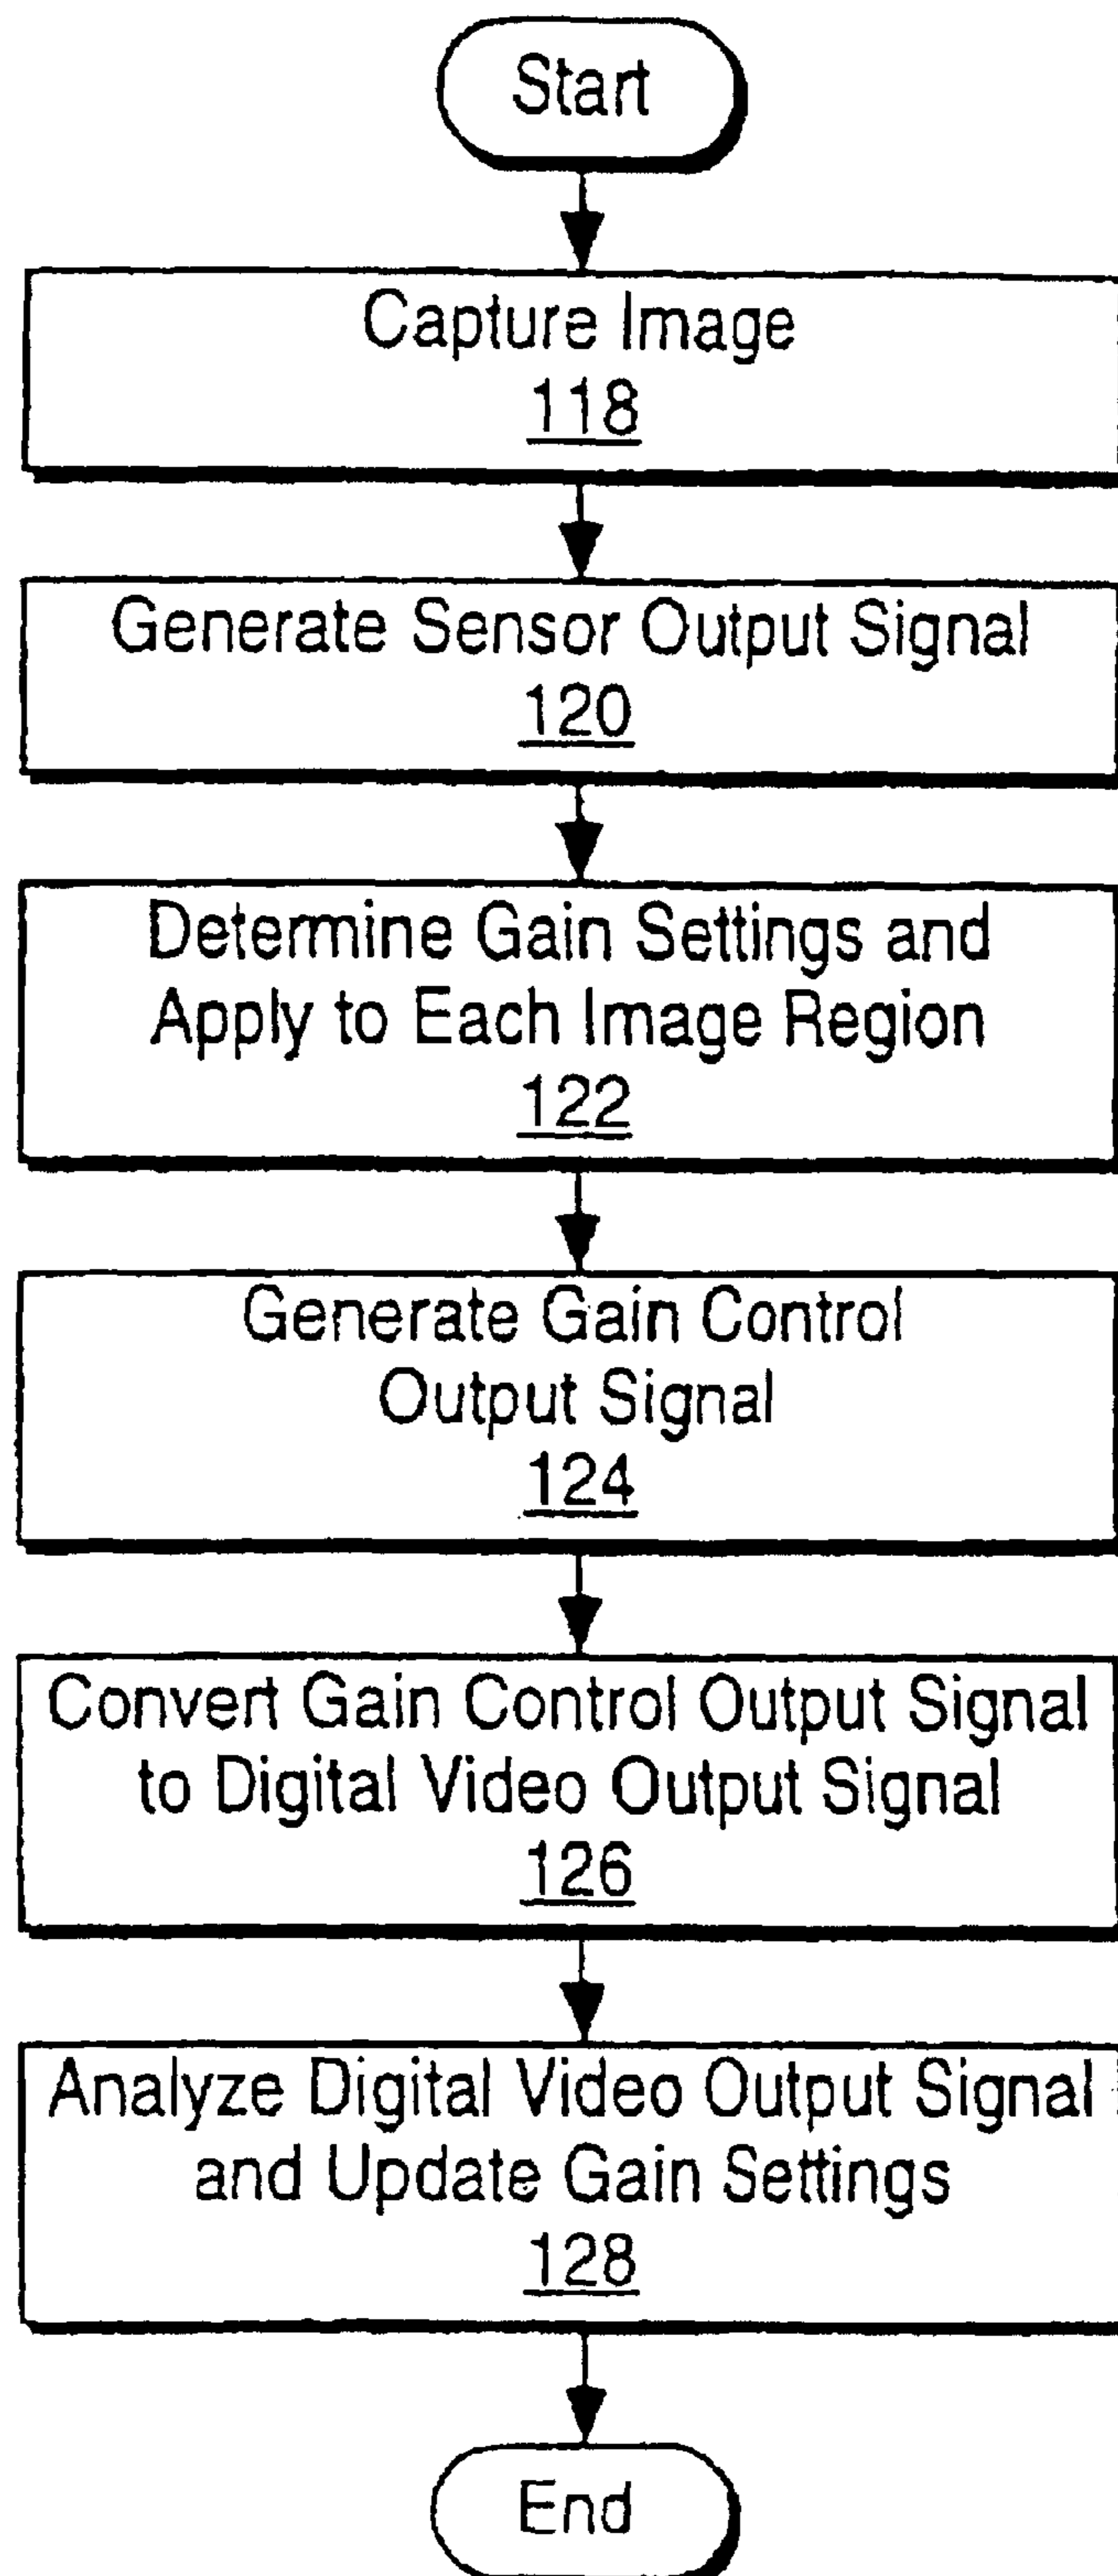 Start
Capture Image
118
Generate Sensor Output Signal
120
Determine Gain Settings and
Apply to Each Image Region
122
Generate Gain Control
Output Signal
124
Convert Gain Control Output Signal
to Digital Video Output Signal
126
Analyze Digital Video Output Signal
and Update Gain Settings
128
End